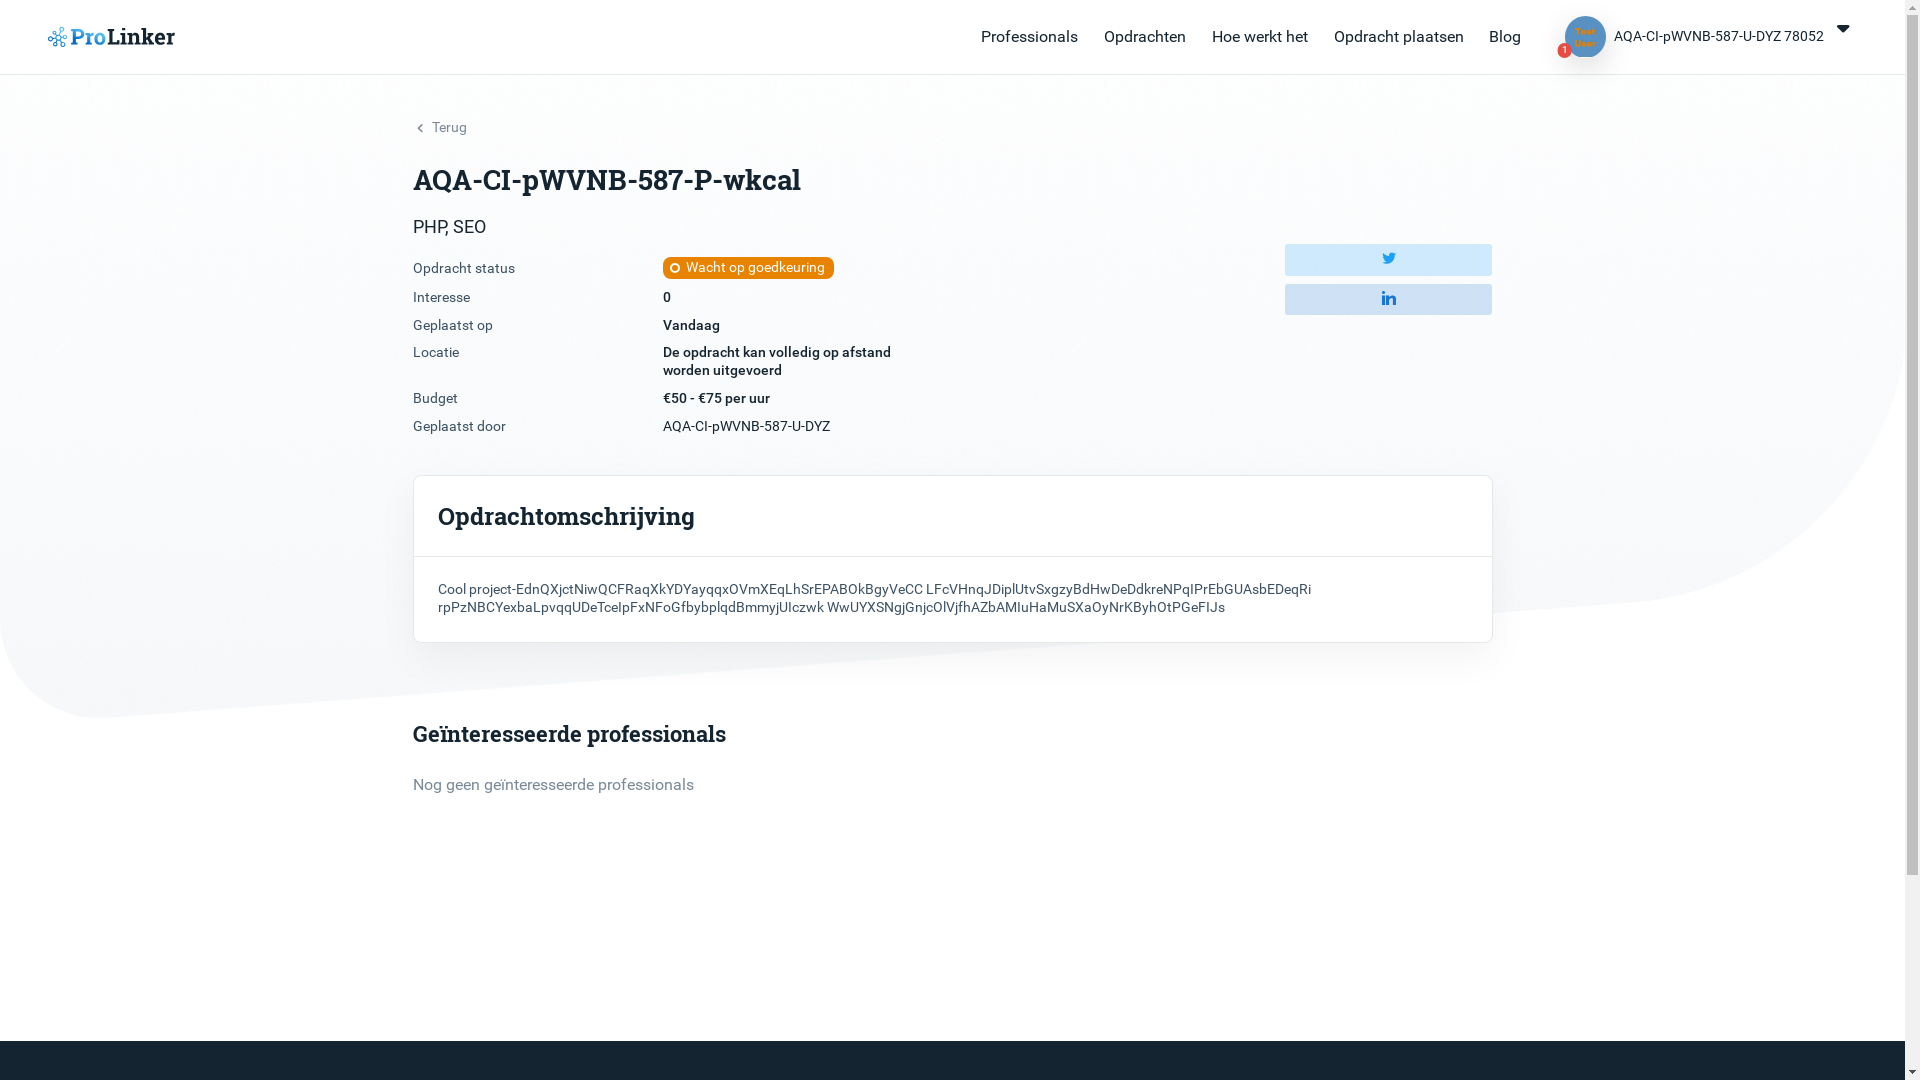 ProLinker
Professionals Opdrachten Hoe werkt het Opdracht plaatsen Blog
Test User
1
AQA-CI-pWVNB-587-U-DYZ 78052
Terug
AQA-CI-pWVNB-587-P-wkcal
PHP, SEO
Opdracht status Wacht op goedkeuring
Interesse 0
Geplaatst op Vandaag
Locatie De opdracht kan volledig op afstand
worden uitgevoerd
Budget €50 - €75 per uur
Geplaatst door AQA-CI-pWVNB-587-U-DYZ
Opdrachtomschrijving
Cool project-EdnQXjctNiwQCFRaqXkYDYayqqxOVmXEqLhSrEPABOkBgyVeCC LFcVHnqJDiplUtvSxgzyBdHwDeDdkreNPqIPrEbGUAsbEDeqRi
rpPzNBCYexbaLpvqqUDeTceIpFxNFoGfbybplqdBmmyjUIczwk WwUYXSNgjGnjcOlVjfhAZbAMIuHaMuSXaOyNrKByhOtPGeFIJs
Geïnteresseerde professionals
Nog geen geïnteresseerde professionals